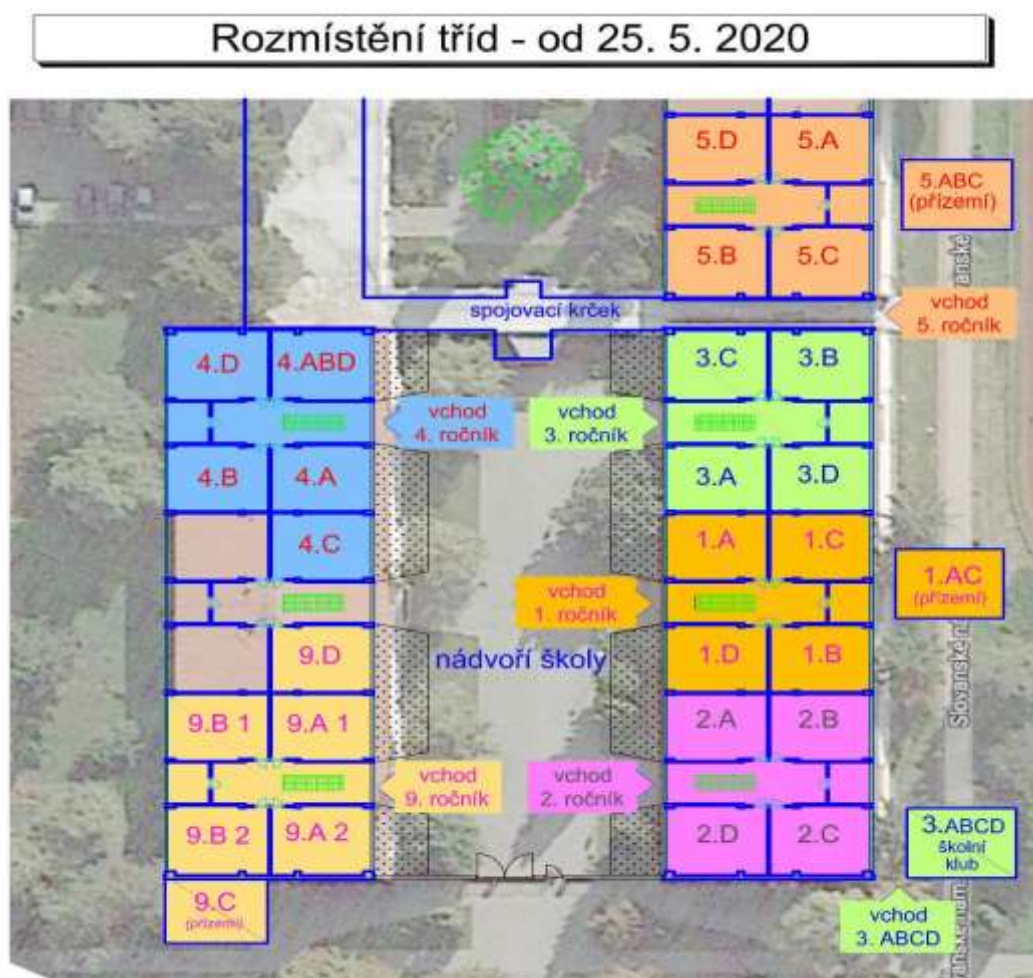 Rozmístění tříd - od 25. 5. 2020
5.D
5.A
5.ABC
(přízemí)
5.B
5.C
spojovací krček
vchod
5. ročník
4.D
4.ABD
3.C
3.B
vchod
4. ročník
vchod
3. ročník
4.B
4.A
3.A
3.D
4.C
1.A
1.C
1.AC
(přízemí)
vchod
1. ročník
9.D
nádvoří školy
1.D
1.B
Slovanské
9.B 1
9.A 1
2.A
2.B
vchod
9. ročník
vchod
2. ročník
9.B 2
9.A 2
2.D
2.C
3.ABCD
školní
klub
9.C
(přízemí)
vchod
3. ABCD